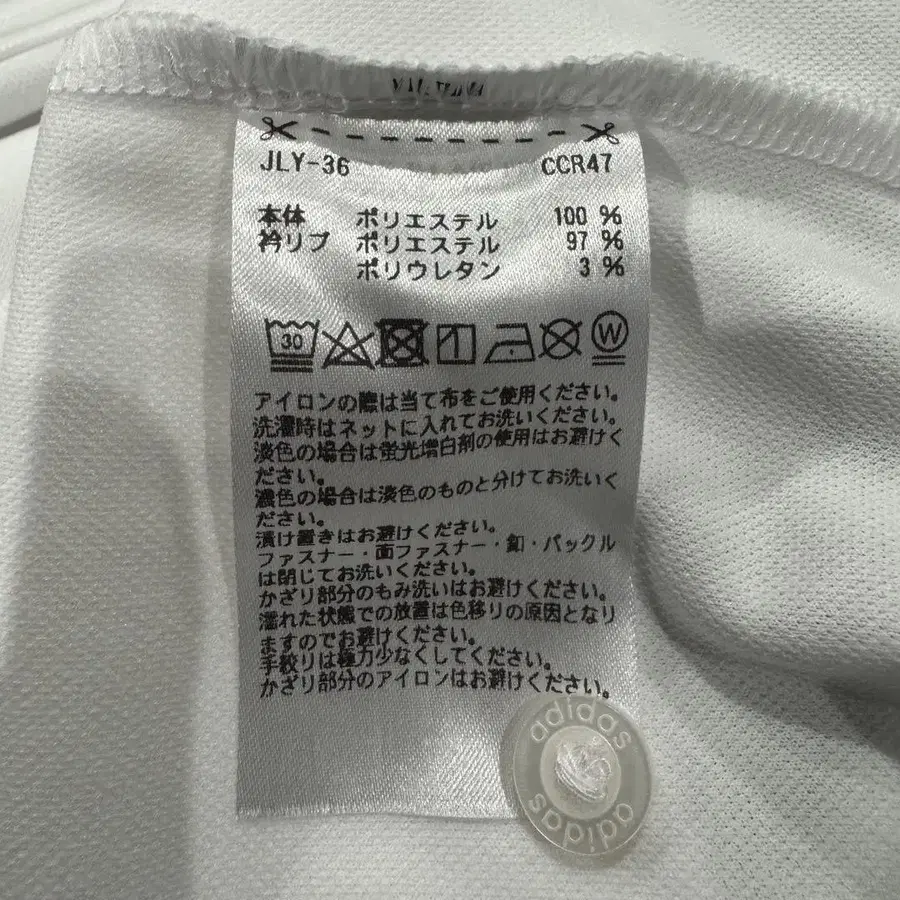 JLY-36 CCR47
本体 ポリエステル 100 %
衿リブ ポリエステル 97 %
ポリウレタン 3 %
30 W
アイロンの際は当て布をご使用ください。
洗濯時はネットに入れてお洗いください。
淡色の場合は蛍光増白剤の使用はお避けく
ださい。
濃色の場合は淡色のものと分けてお洗いく
ださい。
漬け置きはお避けください。
ファスナー・面ファスナー・釦・バックル
は閉じてお洗いください。
かざり部分のもみ洗いはお避けください。
濡れた状態での放置は色移りの原因となり
ますのでお避けください。
手絞りは極力少なくしてください。
かざり部分のアイロンはお避けください。
adidas
adidas